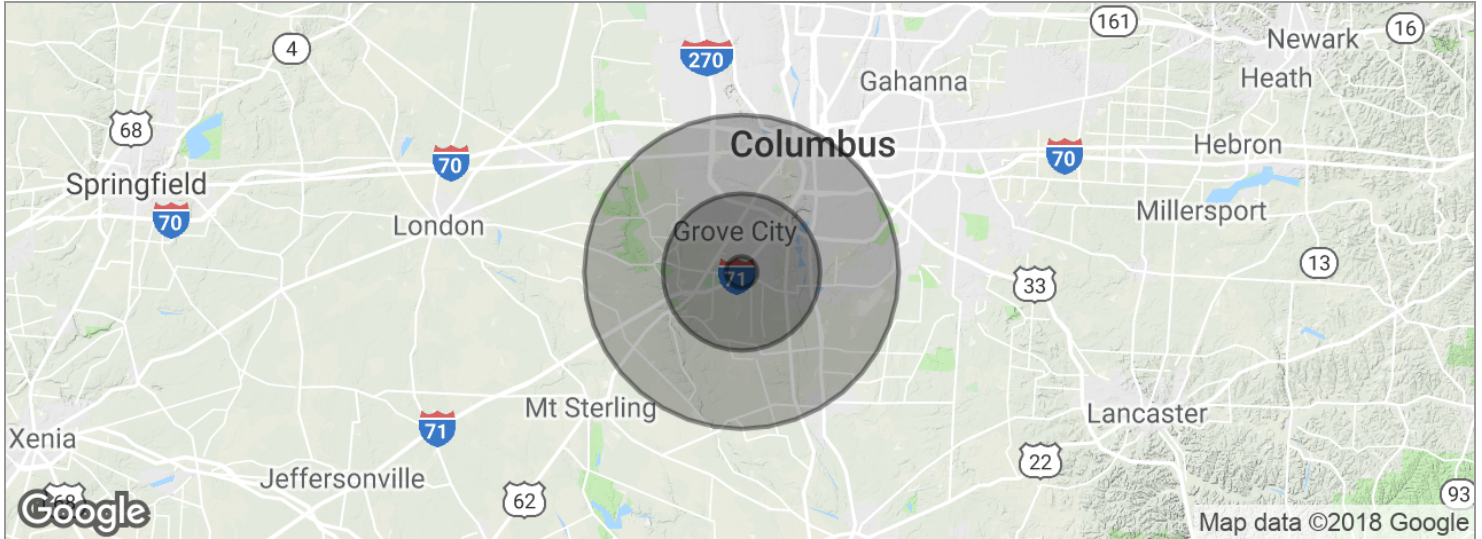 161
16
Newark
4
270
Gahanna
Heath
68
Columbus
Hebron
70
70
Springfield
70
London
Millersport
Grove City
71
13
33
Mt Sterling
Lancaster
71
Xenia
22
Jeffersonville
62
68
93
Google
Map data ©2018 Google